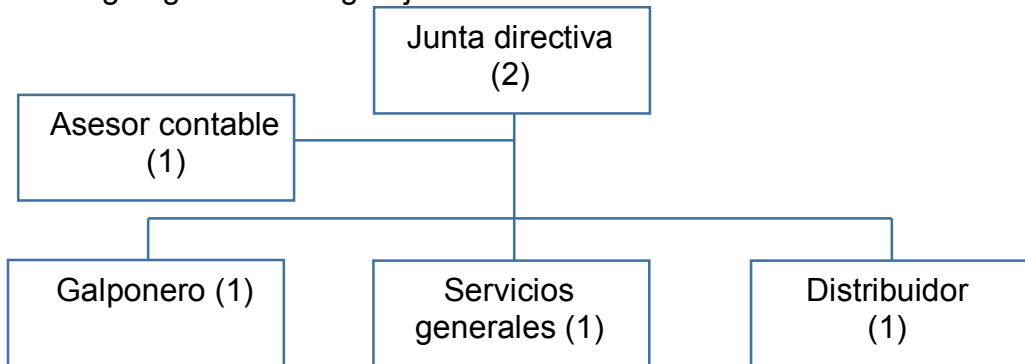 Junta directiva
(2)
Asesor contable
(1)
Galponero (1)
Servicios
generales (1)
Distribuidor
(1)